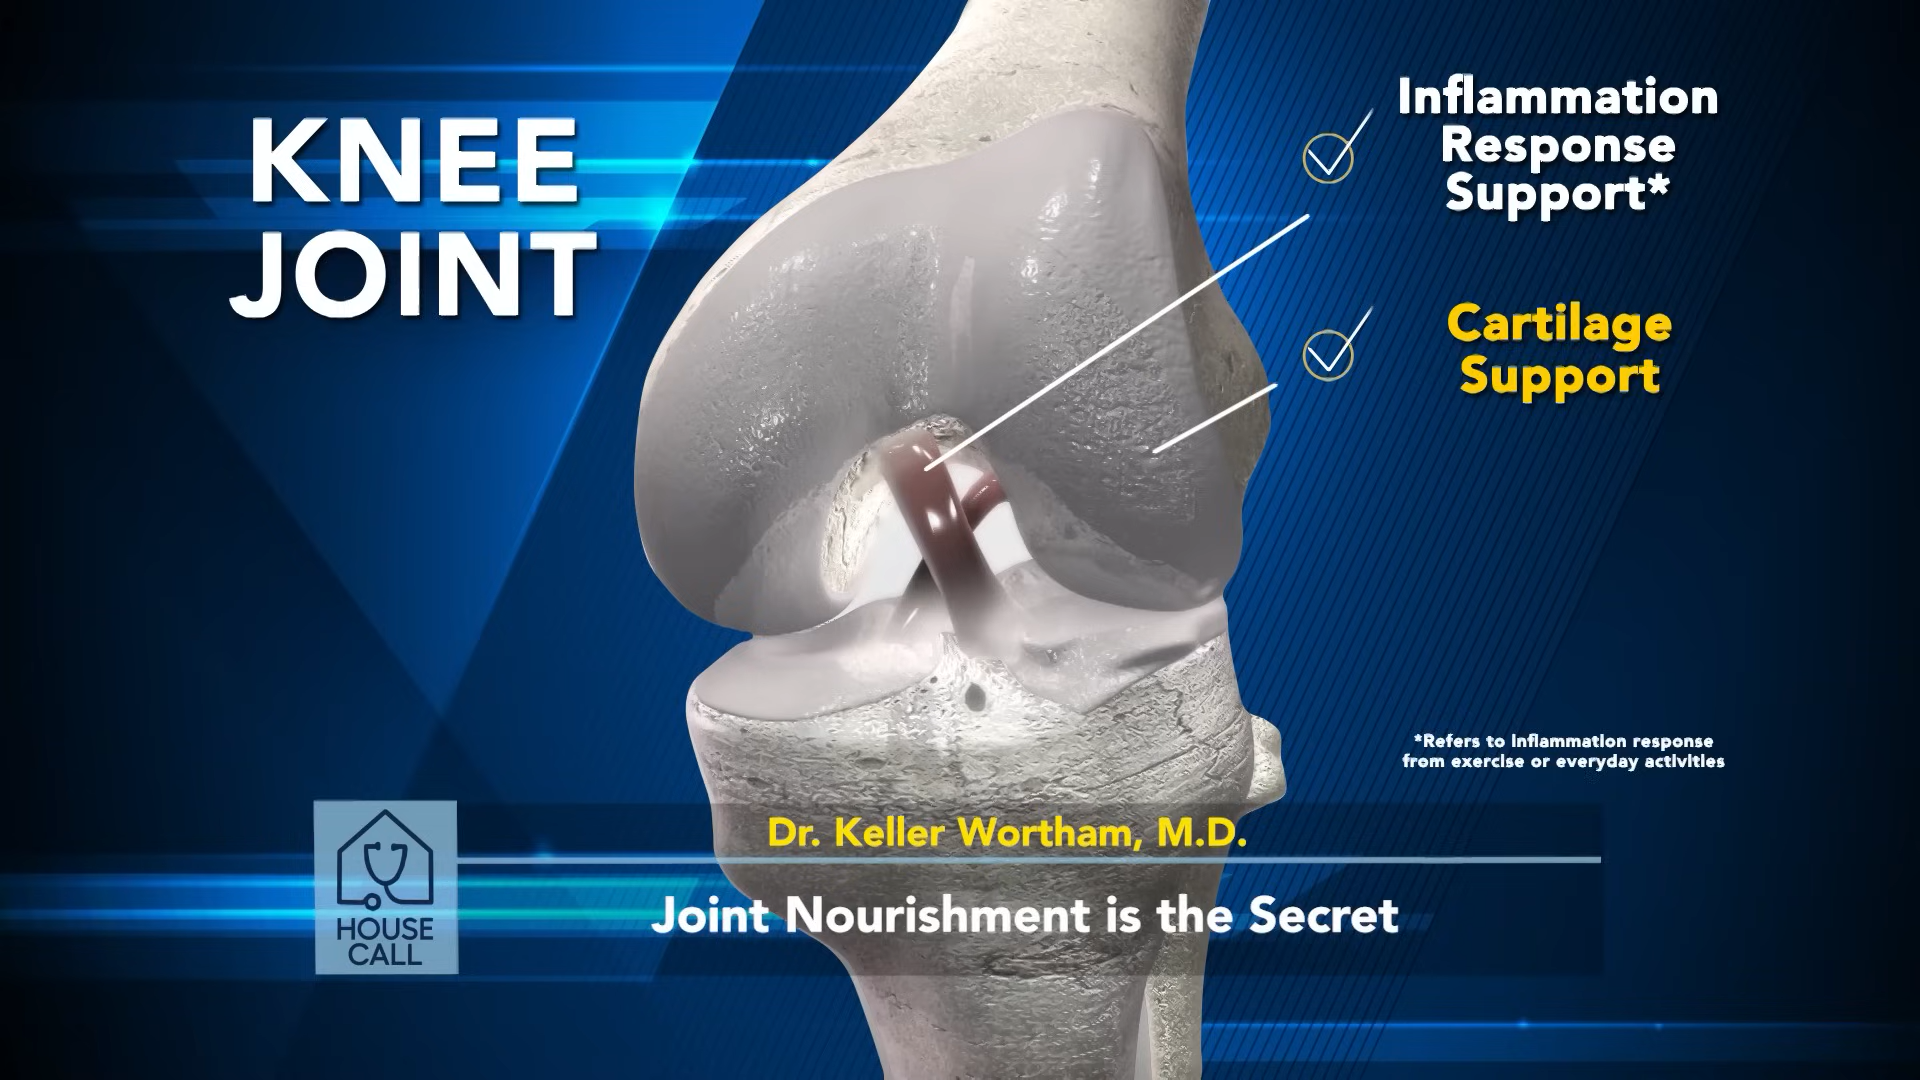 KNEE
JOINT
Inflammation
Response
Support*
Cartilage
Support
*Refers to inflammation response
from exercise or everyday activities
Dr. Keller Wortham, M.D.
Joint Nourishment is the Secret
HOUSE
CALL